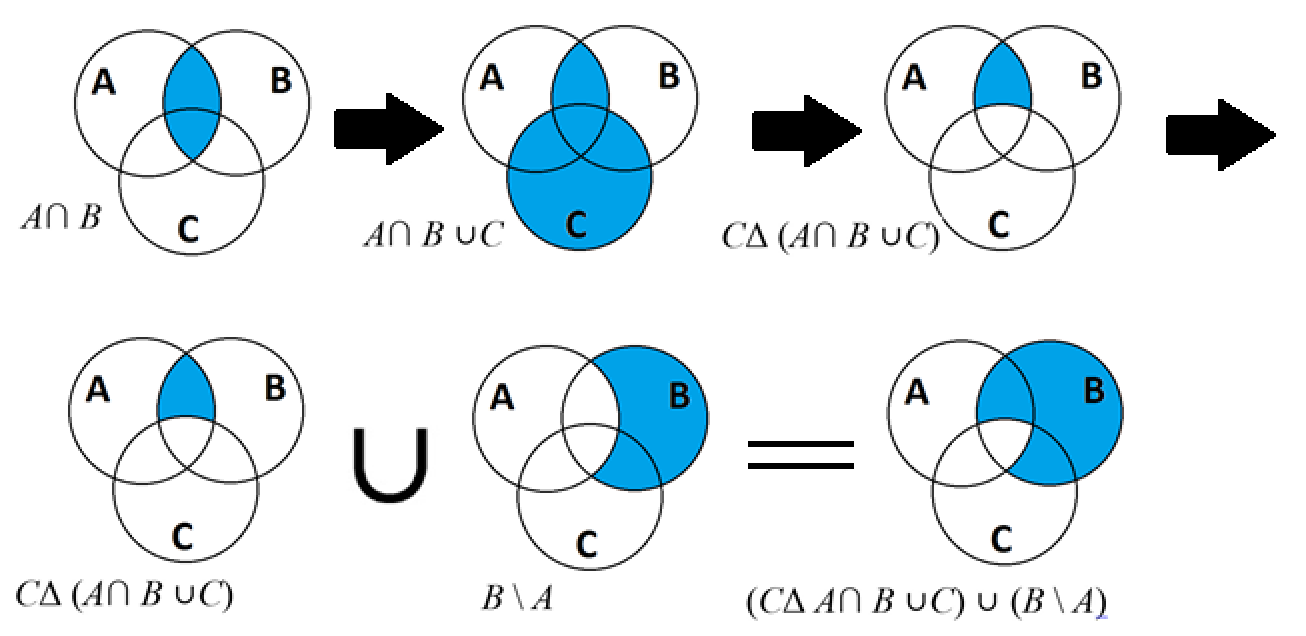 A B
C
A∩ B
A B
C
A∩ B ∪C
A B
C
CΔ (A∩ B ∪C)
A B
C
CΔ (A∩ B ∪C)
∪
A B
C
B \ A
=
A B
C
(CΔ A∩ B ∪C) ∪ (B \ A)